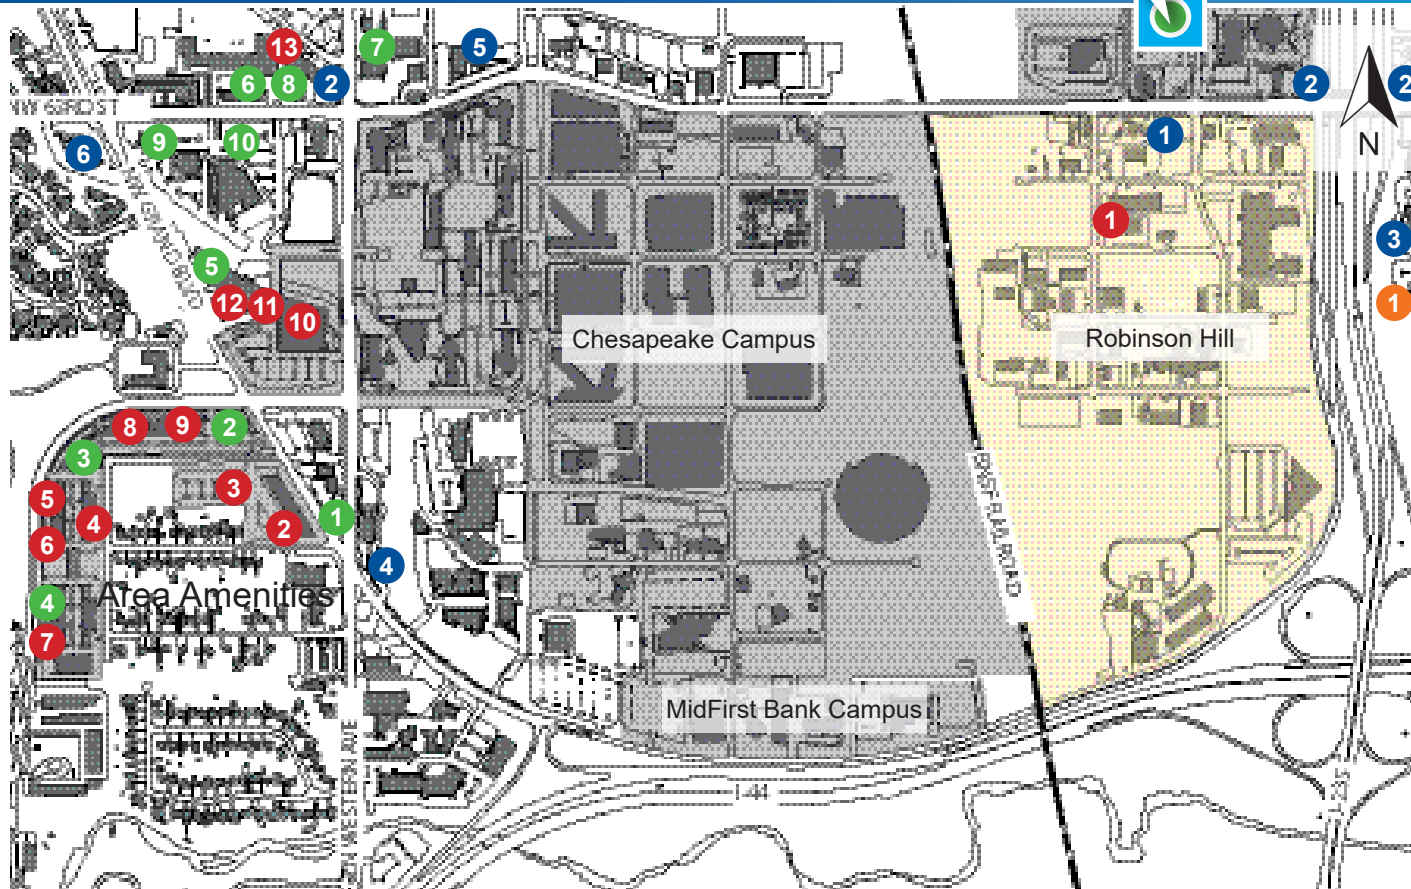 13
7
5
6
8
2
2
2
NW 63RD ST
9
10
1
6
N
NW GRAND BLVD
1
3
5
12
11
10
1
Chesapeake Campus
Robinson Hill
8
9
2
3
5
3
4
2
1
6
BNSF RAILROAD
4
Area Amenities
4
7
MidFirst Bank Campus
WESTERN AVE
I-44
I-235